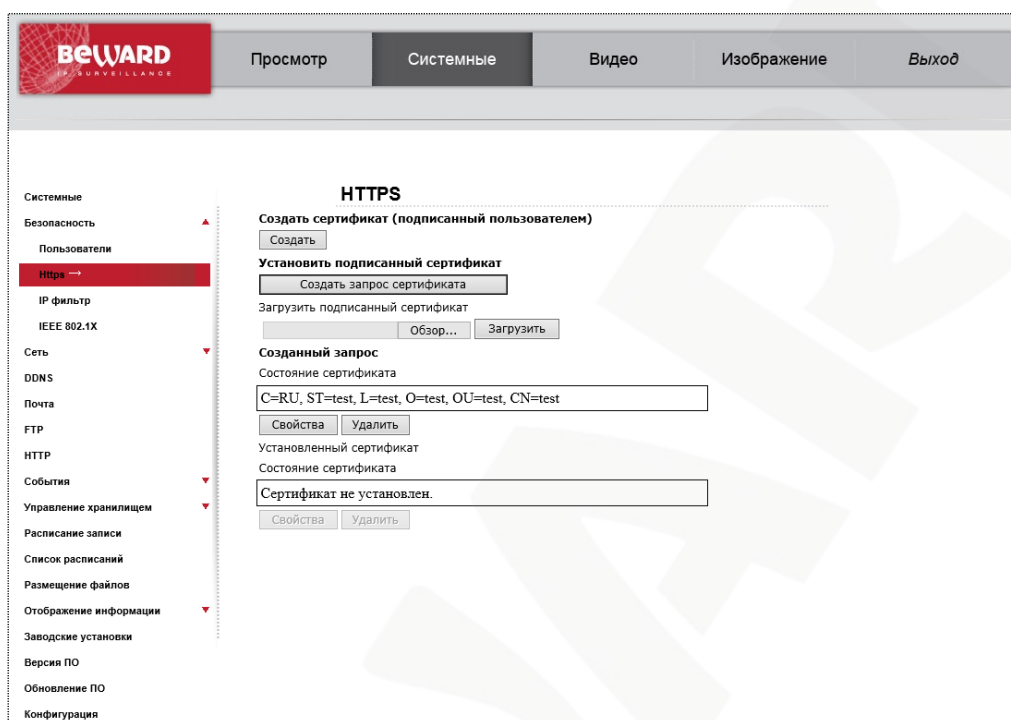 BEWARD
IP SURVEILLANCE
Просмотр
Системные
Видео
Изображение
Выход
Системные
Безопасность
Пользователи
Https →
IP фильтр
IEEE 802.1X
Сеть
DDNS
Почта
FTP
HTTP
События
Управление хранилищем
Расписание записи
Список расписаний
Размещение файлов
Отображение информации
Заводские установки
Версия ПО
Обновление ПО
Конфигурация
HTTPS
Создать сертификат (подписанный пользователем)
Создать
Установить подписанный сертификат
Создать запрос сертификата
Загрузить подписанный сертификат
Обзор... Загрузить
Созданный запрос
Состояние сертификата
C=RU, ST=test, L=test, O=test, OU=test, CN=test
Свойства Удалить
Установленный сертификат
Состояние сертификата
Сертификат не установлен.
Свойства Удалить